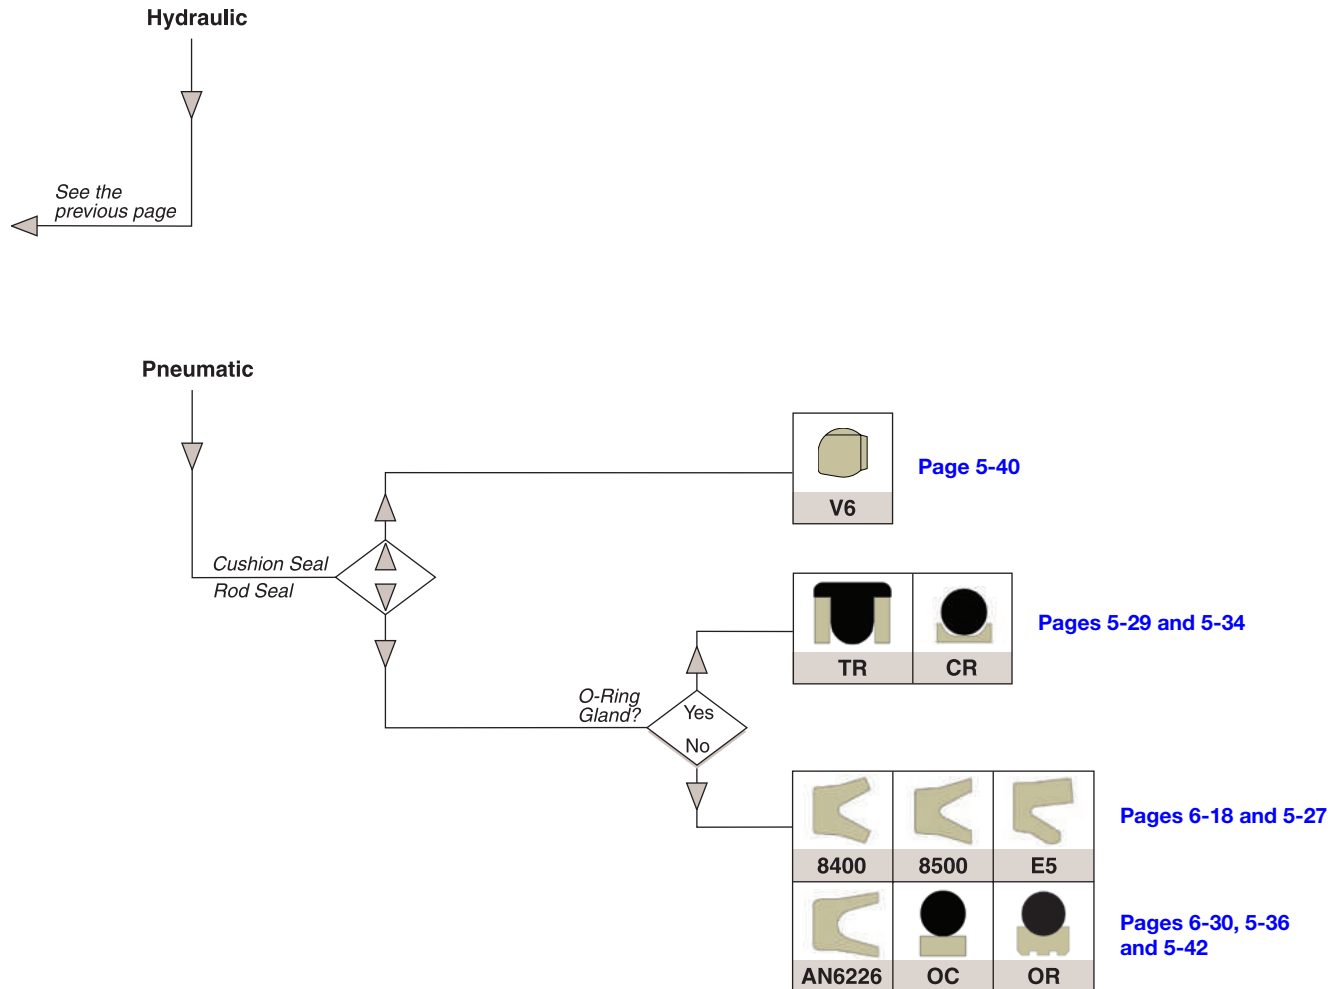 Hydraulic
See the
previous page
Pneumatic
V6
Page 5-40
Cushion Seal
Rod Seal
TR
CR
Pages 5-29 and 5-34
O-Ring
Gland?
Yes
No
8400
8500
E5
Pages 6-18 and 5-27
AN6226
OC
OR
Pages 6-30, 5-36
and 5-42